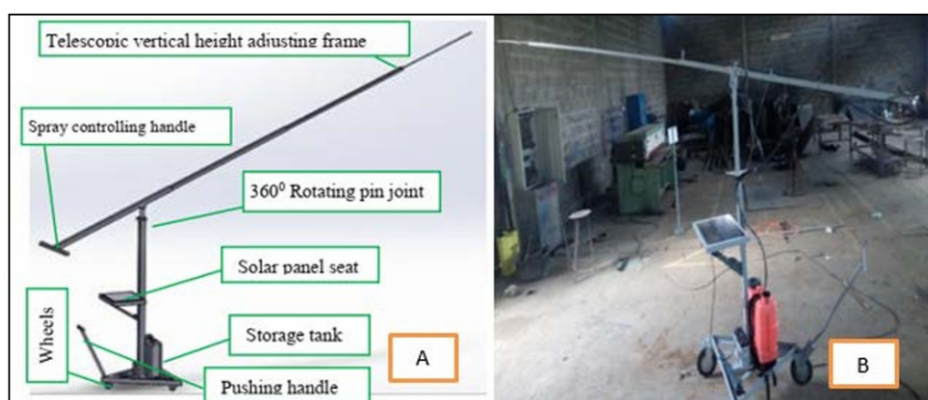 Telescopic vertical height adjusting frame
Spray controlling handle
360⁰ Rotating pin joint
Solar panel seat
Storage tank
Wheels
Pushing handle
A
B